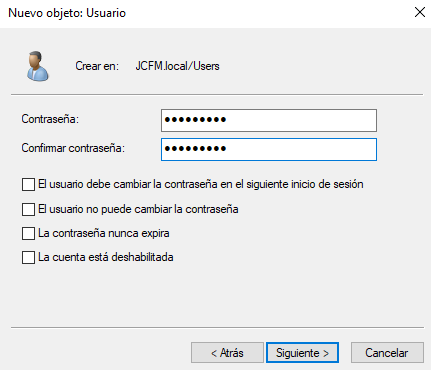 Nuevo objeto: Usuario
Crear en: JCFM.local/Users
Contraseña: •••••••••
Confirmar contraseña: •••••••••
El usuario debe cambiar la contraseña en el siguiente inicio de sesión
El usuario no puede cambiar la contraseña
La contraseña nunca expira
La cuenta está deshabilitada
< Atrás Siguiente > Cancelar